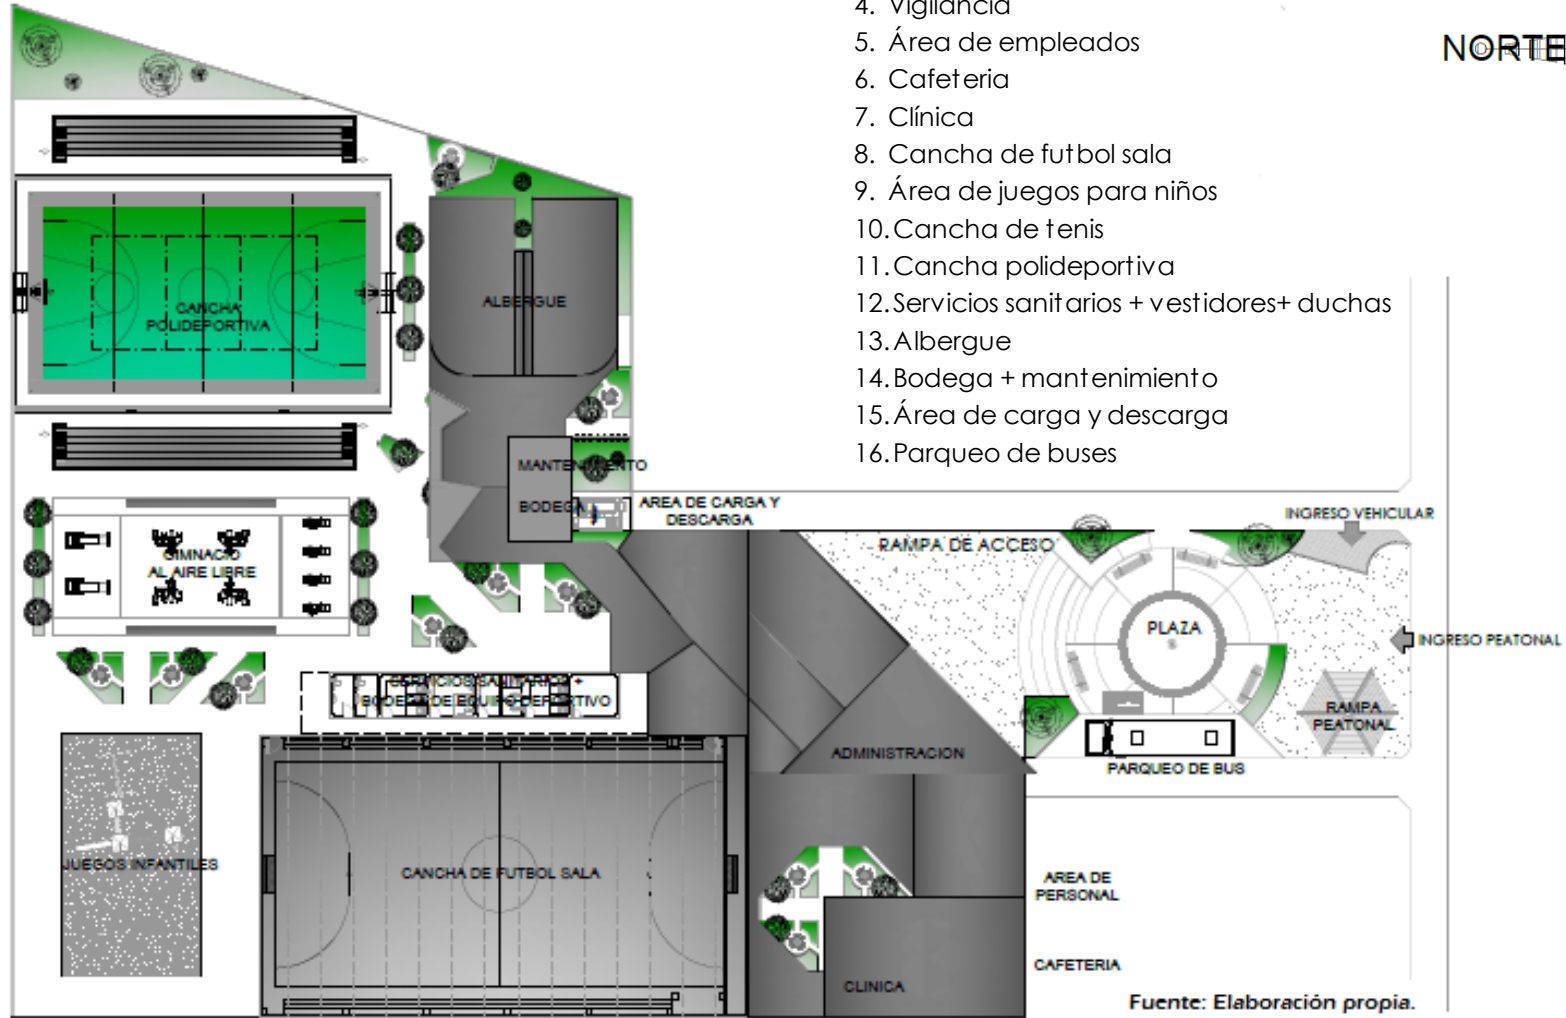 4. Vigilancia
5. Área de empleados
NORTE
6. Cafeteria
7. Clínica
8. Cancha de futbol sala
9. Área de juegos para niños
10. Cancha de tenis
11. Cancha polideportiva
12. Servicios sanitarios + vestidores+ duchas
13. Albergue
14. Bodega + mantenimiento
15. Área de carga y descarga
16. Parqueo de buses
CANCHA
POLIDEPORTIVA
ALBERGUE
MANTENIMIENTO
BODEGA
AREA DE CARGA Y
DESCARGA
INGRESO VEHICULAR
RAMPA DE ACCESO
GIMNACIO
AL AIRE LIBRE
PLAZA
INGRESO PEATONAL
SERVICIOS SANITARIOS +
BODEGA DE EQUIPO DEPORTIVO
RAMPA
PEATONAL
ADMINISTRACION
PARQUEO DE BUS
JUEGOS INFANTILES
CANCHA DE FUTBOL SALA
AREA DE
PERSONAL
CAFETERIA
CLINICA
Fuente: Elaboración propia.